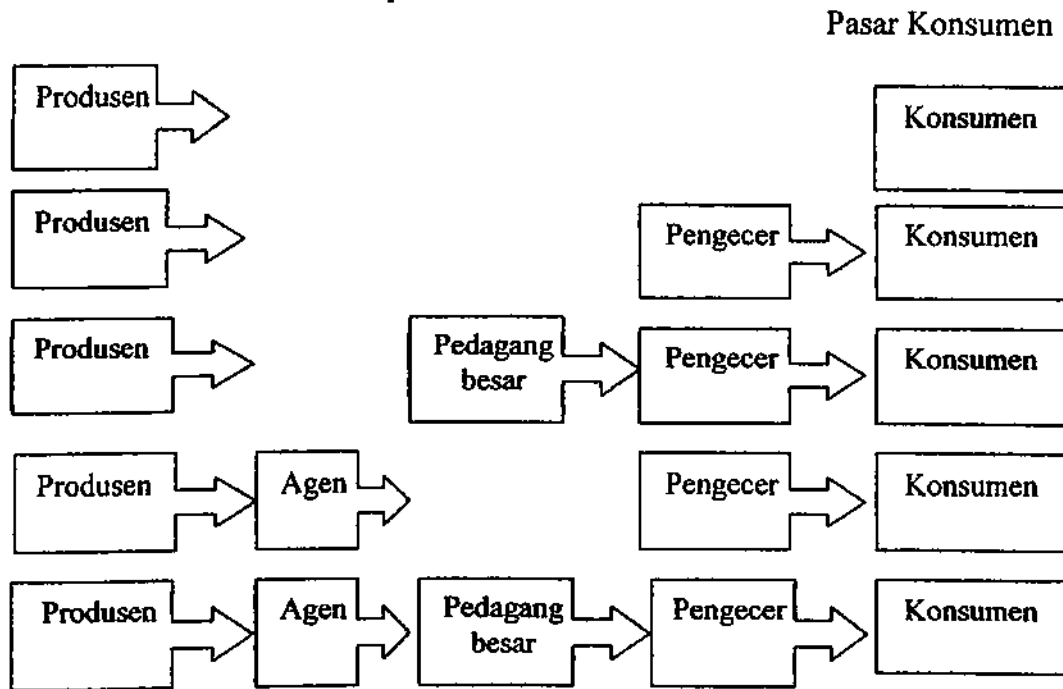 Pasar Konsumen
Produsen
Konsumen
Produsen
Pengecer
Konsumen
Produsen
Pedagang
besar
Pengecer
Konsumen
Produsen
Agen
Pengecer
Konsumen
Produsen
Agen
Pedagang
besar
Pengecer
Konsumen